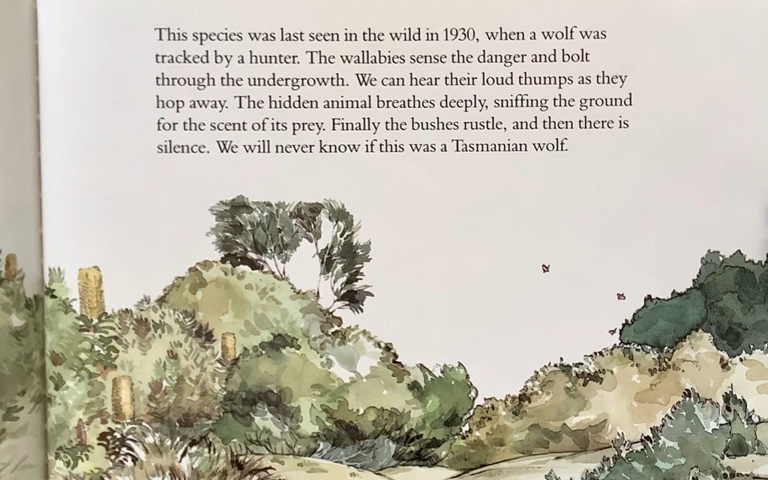 This species was last seen in the wild in 1930, when a wolf was
tracked by a hunter. The wallabies sense the danger and bolt
through the undergrowth. We can hear their loud thumps as they
hop away. The hidden animal breathes deeply, sniffing the ground
for the scent of its prey. Finally the bushes rustle, and then there is
silence. We will never know if this was a Tasmanian wolf.